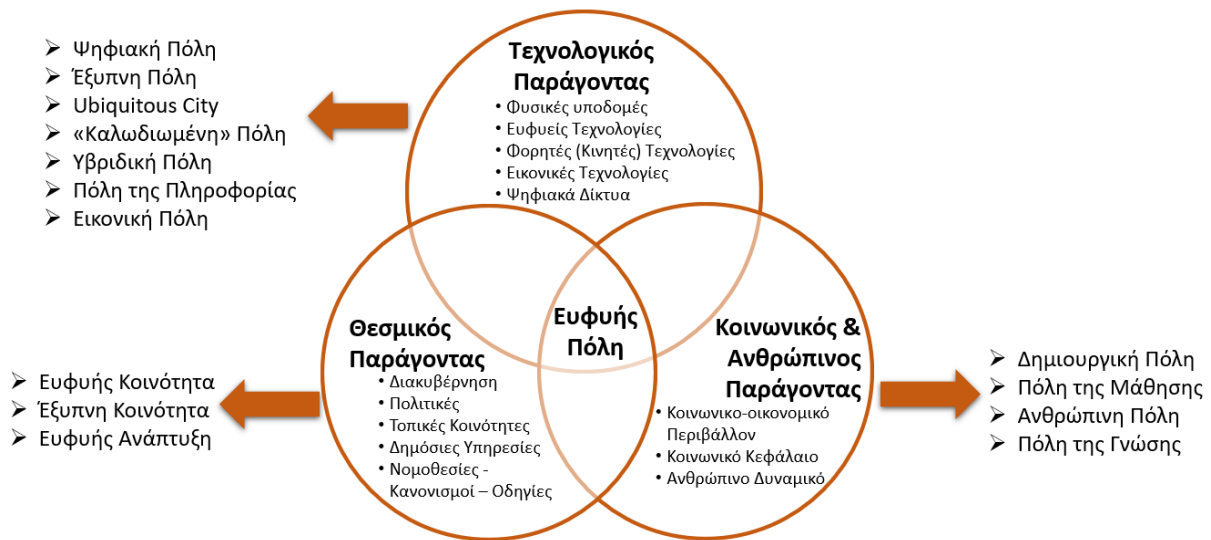 ➢ Ψηφιακή Πόλη
➢ Έξυπνη Πόλη
➢ Ubiquitous City
➢ «Καλωδιωμένη» Πόλη
➢ Υβριδική Πόλη
➢ Πόλη της Πληροφορίας
➢ Εικονική Πόλη
Τεχνολογικός
Παράγοντας
• Φυσικές υποδομές
• Ευφυείς Τεχνολογίες
• Φορητές (Κινητές) Τεχνολογίες
• Εικονικές Τεχνολογίες
• Ψηφιακά Δίκτυα
Ευφυής
Πόλη
Θεσμικός
Παράγοντας
• Διακυβέρνηση
• Πολιτικές
• Τοπικές Κοινότητες
• Δημόσιες Υπηρεσίες
• Νομοθεσίες -
Κανονισμοί – Οδηγίες
Κοινωνικός &
Ανθρώπινος
Παράγοντας
• Κοινωνικο-οικονομικό
Περιβάλλον
• Κοινωνικό Κεφάλαιο
• Ανθρώπινο Δυναμικό
➢ Ευφυής Κοινότητα
➢ Έξυπνη Κοινότητα
➢ Ευφυής Ανάπτυξη
➢ Δημιουργική Πόλη
➢ Πόλη της Μάθησης
➢ Ανθρώπινη Πόλη
➢ Πόλη της Γνώσης